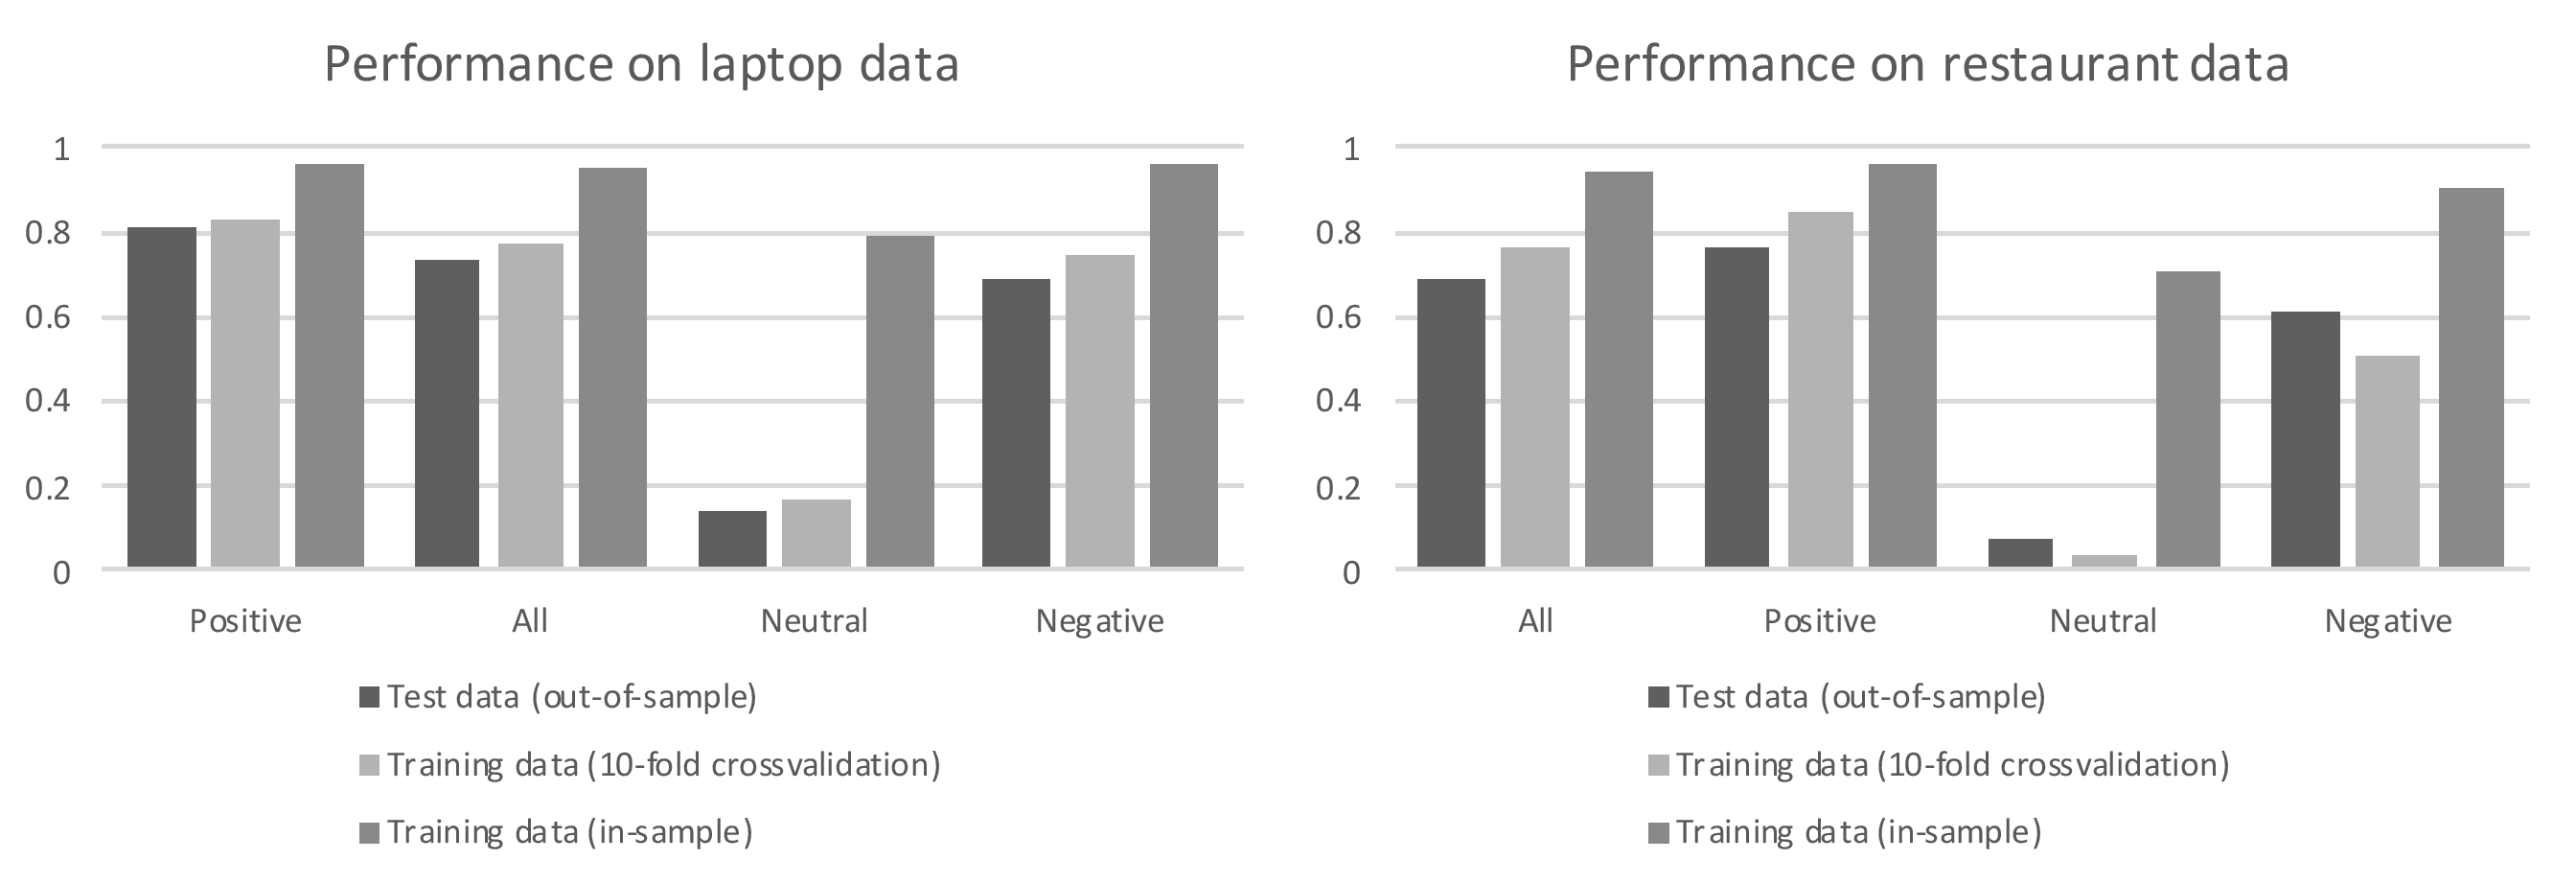 Performance on laptop data
1
0.8
0.6
0.4
0.2
0
Positive All Neutral Negative
Test data (out-of-sample)
Training data (10-fold crossvalidation)
Training data (in-sample)
Performance on restaurant data
1
0.8
0.6
0.4
0.2
0
All Positive Neutral Negative
Test data (out-of-sample)
Training data (10-fold crossvalidation)
Training data (in-sample)